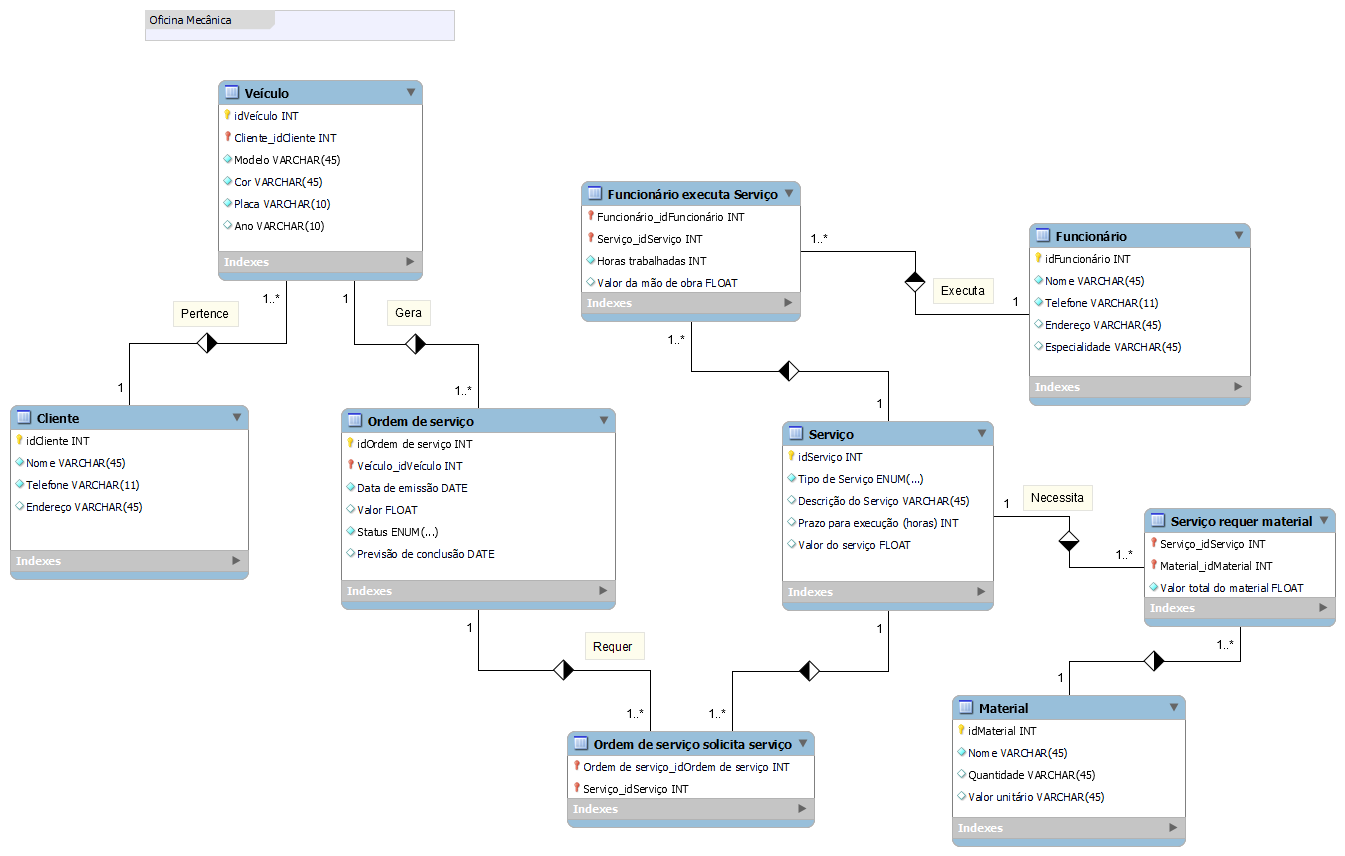 Oficina Mecânica
Veículo
idVeículo INT
Cliente_idCliente INT
Modelo VARCHAR(45)
Cor VARCHAR(45)
Placa VARCHAR(10)
Ano VARCHAR(10)
Indexes
1..*
1
Pertence
Gera
1
1..*
Cliente
idCliente INT
Nome VARCHAR(45)
Telefone VARCHAR(11)
Endereço VARCHAR(45)
Indexes
Ordem de serviço
idOrdem de serviço INT
Veículo_idVeículo INT
Data de emissão DATE
Valor FLOAT
Status ENUM(...)
Previsão de conclusão DATE
Indexes
Funcionário executa Serviço
Funcionário_idFuncionário INT
Serviço_idServiço INT
Horas trabalhadas INT
Valor da mão de obra FLOAT
Indexes
1..*
Executa
1
Funcionário
idFuncionário INT
Nome VARCHAR(45)
Telefone VARCHAR(11)
Endereço VARCHAR(45)
Especialidade VARCHAR(45)
Indexes
1..*
1
Serviço
idServiço INT
Tipo de Serviço ENUM(...)
Descrição do Serviço VARCHAR(45)
Prazo para execução (horas) INT
Valor do serviço FLOAT
Indexes
1
Necessita
1..*
Serviço requer material
Serviço_idServiço INT
Material_idMaterial INT
Valor total do material FLOAT
Indexes
1
Requer
1
1..*
1..*
1..*
1
Ordem de serviço solicita serviço
Ordem de serviço_idOrdem de serviço INT
Serviço_idServiço INT
Indexes
Material
idMaterial INT
Nome VARCHAR(45)
Quantidade VARCHAR(45)
Valor unitário VARCHAR(45)
Indexes